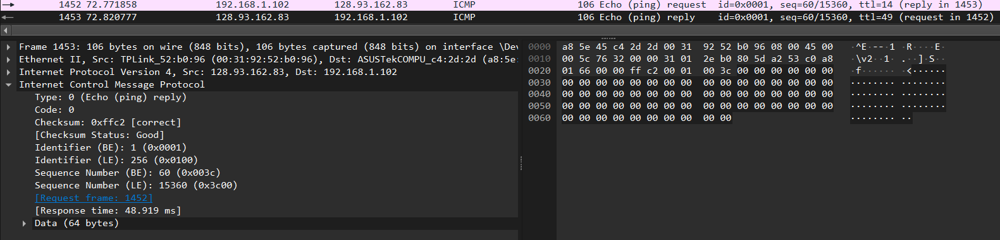 1452 72.771858 192.168.1.102 128.93.162.83 ICMP 106 Echo (ping) request id=0x0001, seq=60/15360, ttl=14 (reply in 1453)
1453 72.820777 128.93.162.83 192.168.1.102 ICMP 106 Echo (ping) reply id=0x0001, seq=60/15360, ttl=49 (request in 1452)
Frame 1453: 106 bytes on wire (848 bits), 106 bytes captured (848 bits) on interface \Dev
Ethernet II, Src: TPLink_52:b0:96 (00:31:92:52:b0:96), Dst: ASUSTekCOMPU_c4:2d:2d (a8:5e:
Internet Protocol Version 4, Src: 128.93.162.83, Dst: 192.168.1.102
Internet Control Message Protocol
Type: 0 (Echo (ping) reply)
Code: 0
Checksum: 0xffc2 [correct]
[Checksum Status: Good]
Identifier (BE): 1 (0x0001)
Identifier (LE): 256 (0x0100)
Sequence Number (BE): 60 (0x003c)
Sequence Number (LE): 15360 (0x3c00)
[Request frame: 1452]
[Response time: 48.919 ms]
Data (64 bytes)
0000 a8 5e 45 c4 2d 2d 00 31 92 52 b0 96 08 00 45 00 ·^E·--·1 ·R····E·
0010 00 5c 76 32 00 00 31 01 2e b0 80 5d a2 53 c0 a8 ·\v2··1· .··]·S··
0020 01 66 00 00 ff c2 00 01 00 3c 00 00 00 00 00 00 ·f······ ·<······
0030 00 00 00 00 00 00 00 00 00 00 00 00 00 00 00 00 ········ ········
0040 00 00 00 00 00 00 00 00 00 00 00 00 00 00 00 00 ········ ········
0050 00 00 00 00 00 00 00 00 00 00 00 00 00 00 00 00 ········ ········
0060 00 00 00 00 00 00 00 00 00 00 ········ ··